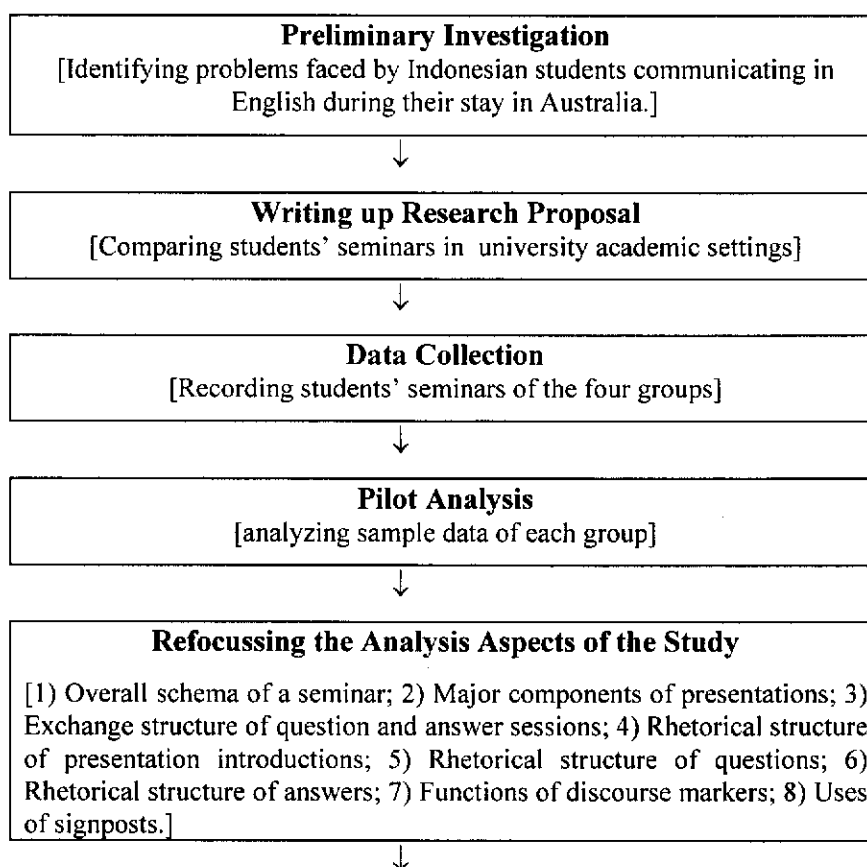 Preliminary Investigation
[Identifying problems faced by Indonesian students communicating in
English during their stay in Australia.]
↓
Writing up Research Proposal
[Comparing students' seminars in university academic settings]
↓
Data Collection
[Recording students' seminars of the four groups]
↓
Pilot Analysis
[analyzing sample data of each group]
↓
Refocussing the Analysis Aspects of the Study
[1) Overall schema of a seminar; 2) Major components of presentations; 3)
Exchange structure of question and answer sessions; 4) Rhetorical structure
of presentation introductions; 5) Rhetorical structure of questions; 6)
Rhetorical structure of answers; 7) Functions of discourse markers; 8) Uses
of signposts.]
↓